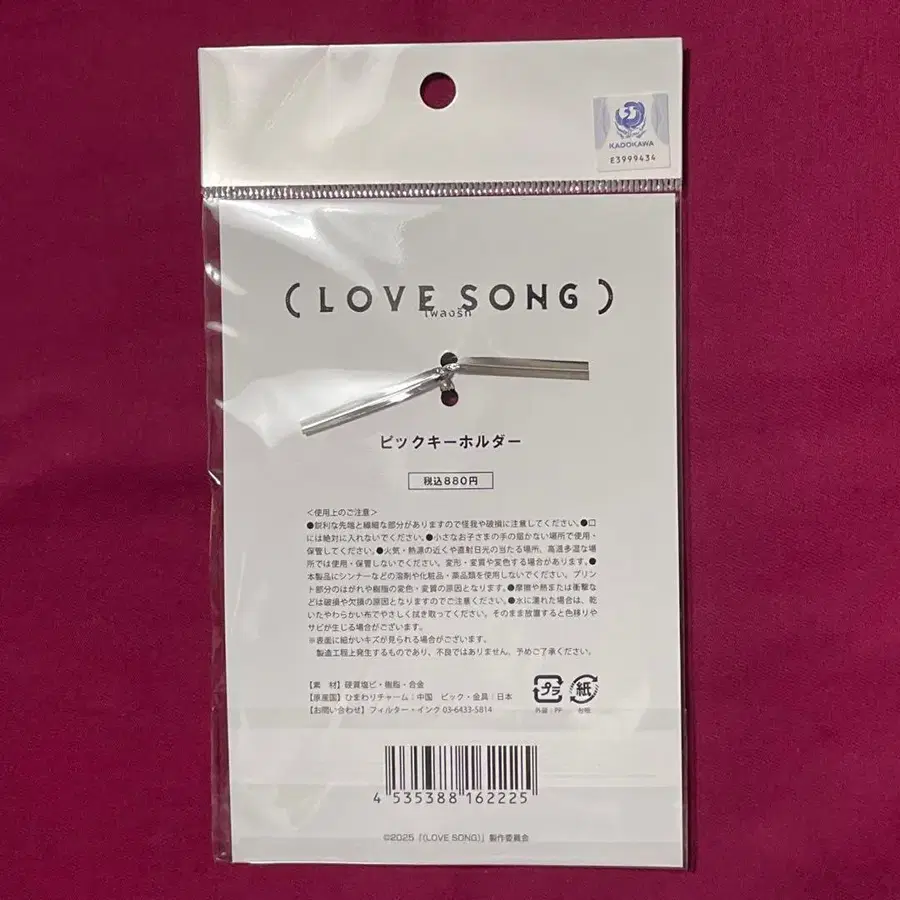 KADOKAWA
E3999434
( LOVE SONG )
ピックキーホルダー
税込880円
＜使用上のご注意＞
●鋭利な先端と繊細な部分がありますので怪我や破損に注意してください。●口
には絶対に入れないでください。●小さなお子さまの手の届かない場所で使用・
保管してください。●火気・熱源の近くや直射日光の当たる場所、高温多湿な場
所では使用・保管しないでください。変形・変質や変色する場合があります。●
本製品にシンナーなどの溶剤や化粧品・薬品類を使用しないでください。プリン
ト部分のはがれや樹脂の変色・変質の原因となります。●摩擦や熱または衝撃な
どは破損や欠損の原因となりますのでご注意ください。●水に濡れた場合は、乾
いたやわらかい布でやさしく拭き取ってください。そのまま放置すると色移りや
サビが生じる場合がございます。
※表面に細かいキズが見られる場合がございます。
製造工程上発生するものであり、不良ではありません。予めご了承ください。
【素　材】硬質塩ビ・樹脂・合金
【原産国】ひまわりチャーム：中国　ピック・金具：日本
【お問い合わせ】フィルター・インク 03-6433-5814
プラ 紙
外袋：PP 台紙
4 535388 162225
©2025『(LOVE SONG)』製作委員会